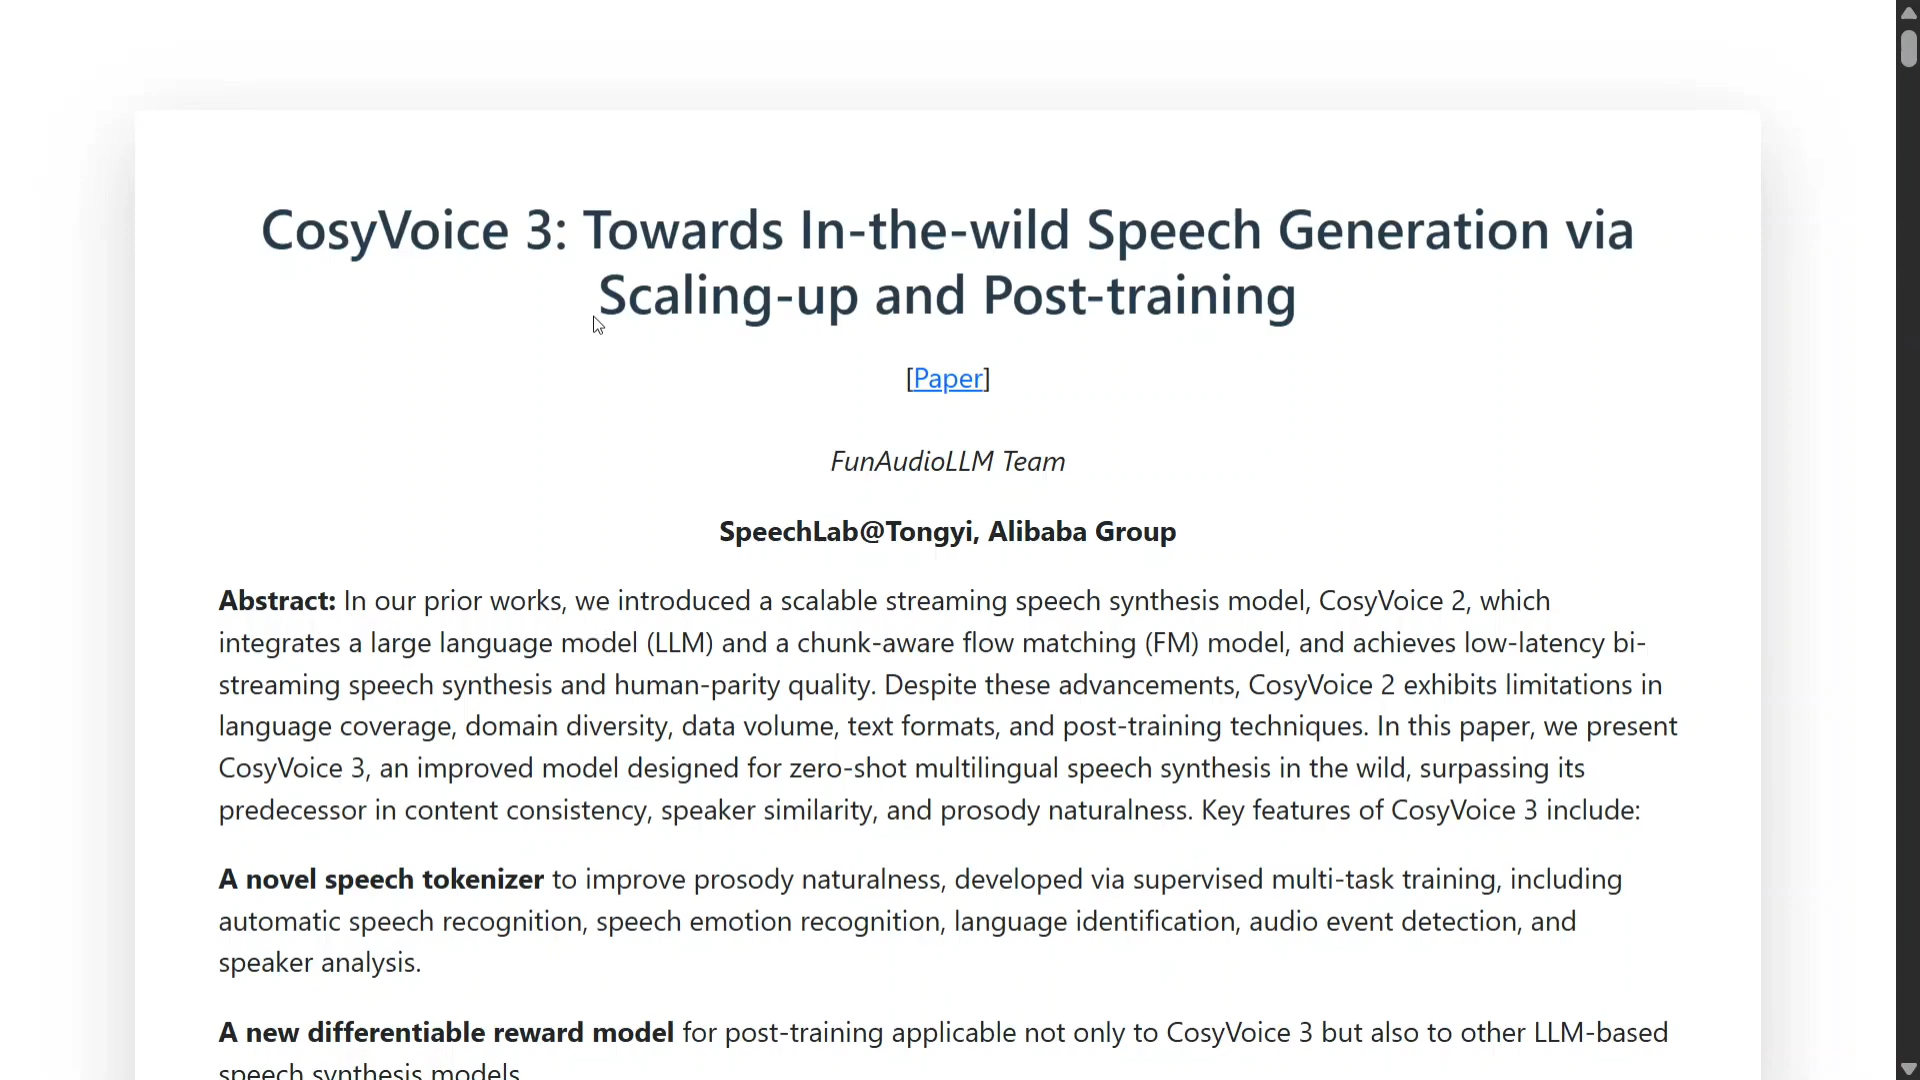 CosyVoice 3: Towards In-the-wild Speech Generation via
Scaling-up and Post-training
[Paper]
FunAudioLLM Team
SpeechLab@Tongyi, Alibaba Group
Abstract: In our prior works, we introduced a scalable streaming speech synthesis model, CosyVoice 2, which
integrates a large language model (LLM) and a chunk-aware flow matching (FM) model, and achieves low-latency bi-
streaming speech synthesis and human-parity quality. Despite these advancements, CosyVoice 2 exhibits limitations in
language coverage, domain diversity, data volume, text formats, and post-training techniques. In this paper, we present
CosyVoice 3, an improved model designed for zero-shot multilingual speech synthesis in the wild, surpassing its
predecessor in content consistency, speaker similarity, and prosody naturalness. Key features of CosyVoice 3 include:
A novel speech tokenizer to improve prosody naturalness, developed via supervised multi-task training, including
automatic speech recognition, speech emotion recognition, language identification, audio event detection, and
speaker analysis.
A new differentiable reward model for post-training applicable not only to CosyVoice 3 but also to other LLM-based
speech synthesis models.